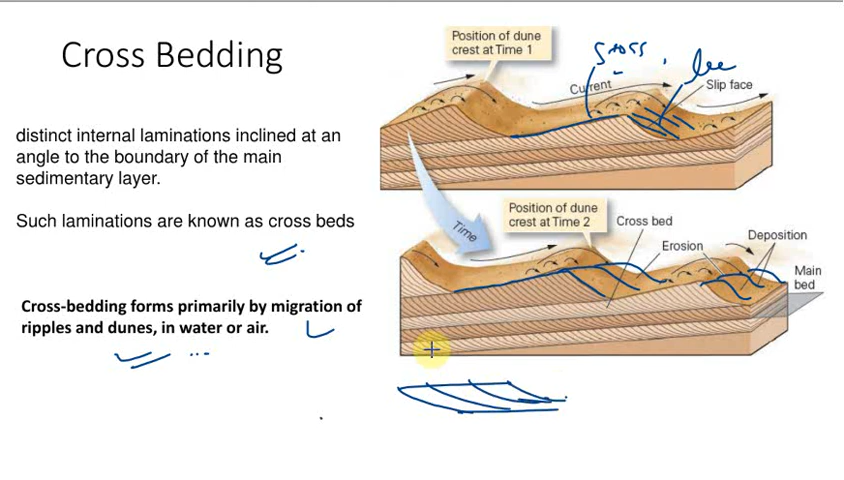 Cross Bedding
distinct internal laminations inclined at an
angle to the boundary of the main
sedimentary layer.
Such laminations are known as cross beds
Cross-bedding forms primarily by migration of
ripples and dunes, in water or air.
Position of dune
crest at Time 1
stoss
lee
Current
Slip face
Time
Position of dune
crest at Time 2
Cross bed
Erosion
Deposition
Main
bed